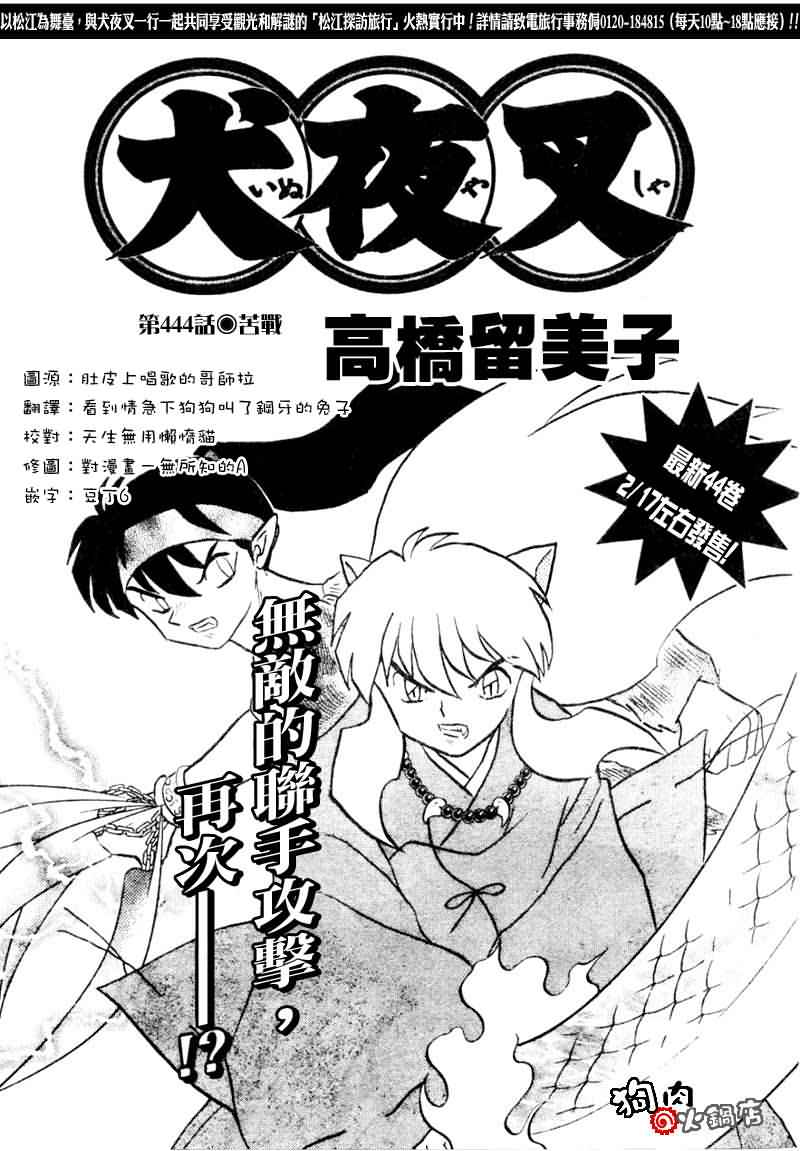 以松江為舞臺，與犬夜叉一行一起共同享受觀光和解謎的「松江探訪旅行」火熱實行中！詳情請致電旅行事務侷0120-184815（每天10點~18點應接）!!
犬夜叉
いぬ や しゃ
第444話◉苦戰
高橋留美子
圖源：肚皮上唱歌的哥師拉
翻譯：看到情急下狗狗叫了鋼牙的兔子
校對：天生無用懶惰貓
修圖：對漫畫一無所知的A
嵌字：豆丁G
最新44卷
2/17左右發售!
無敵的聯手攻擊，
再次——!?
狗肉
火鍋店